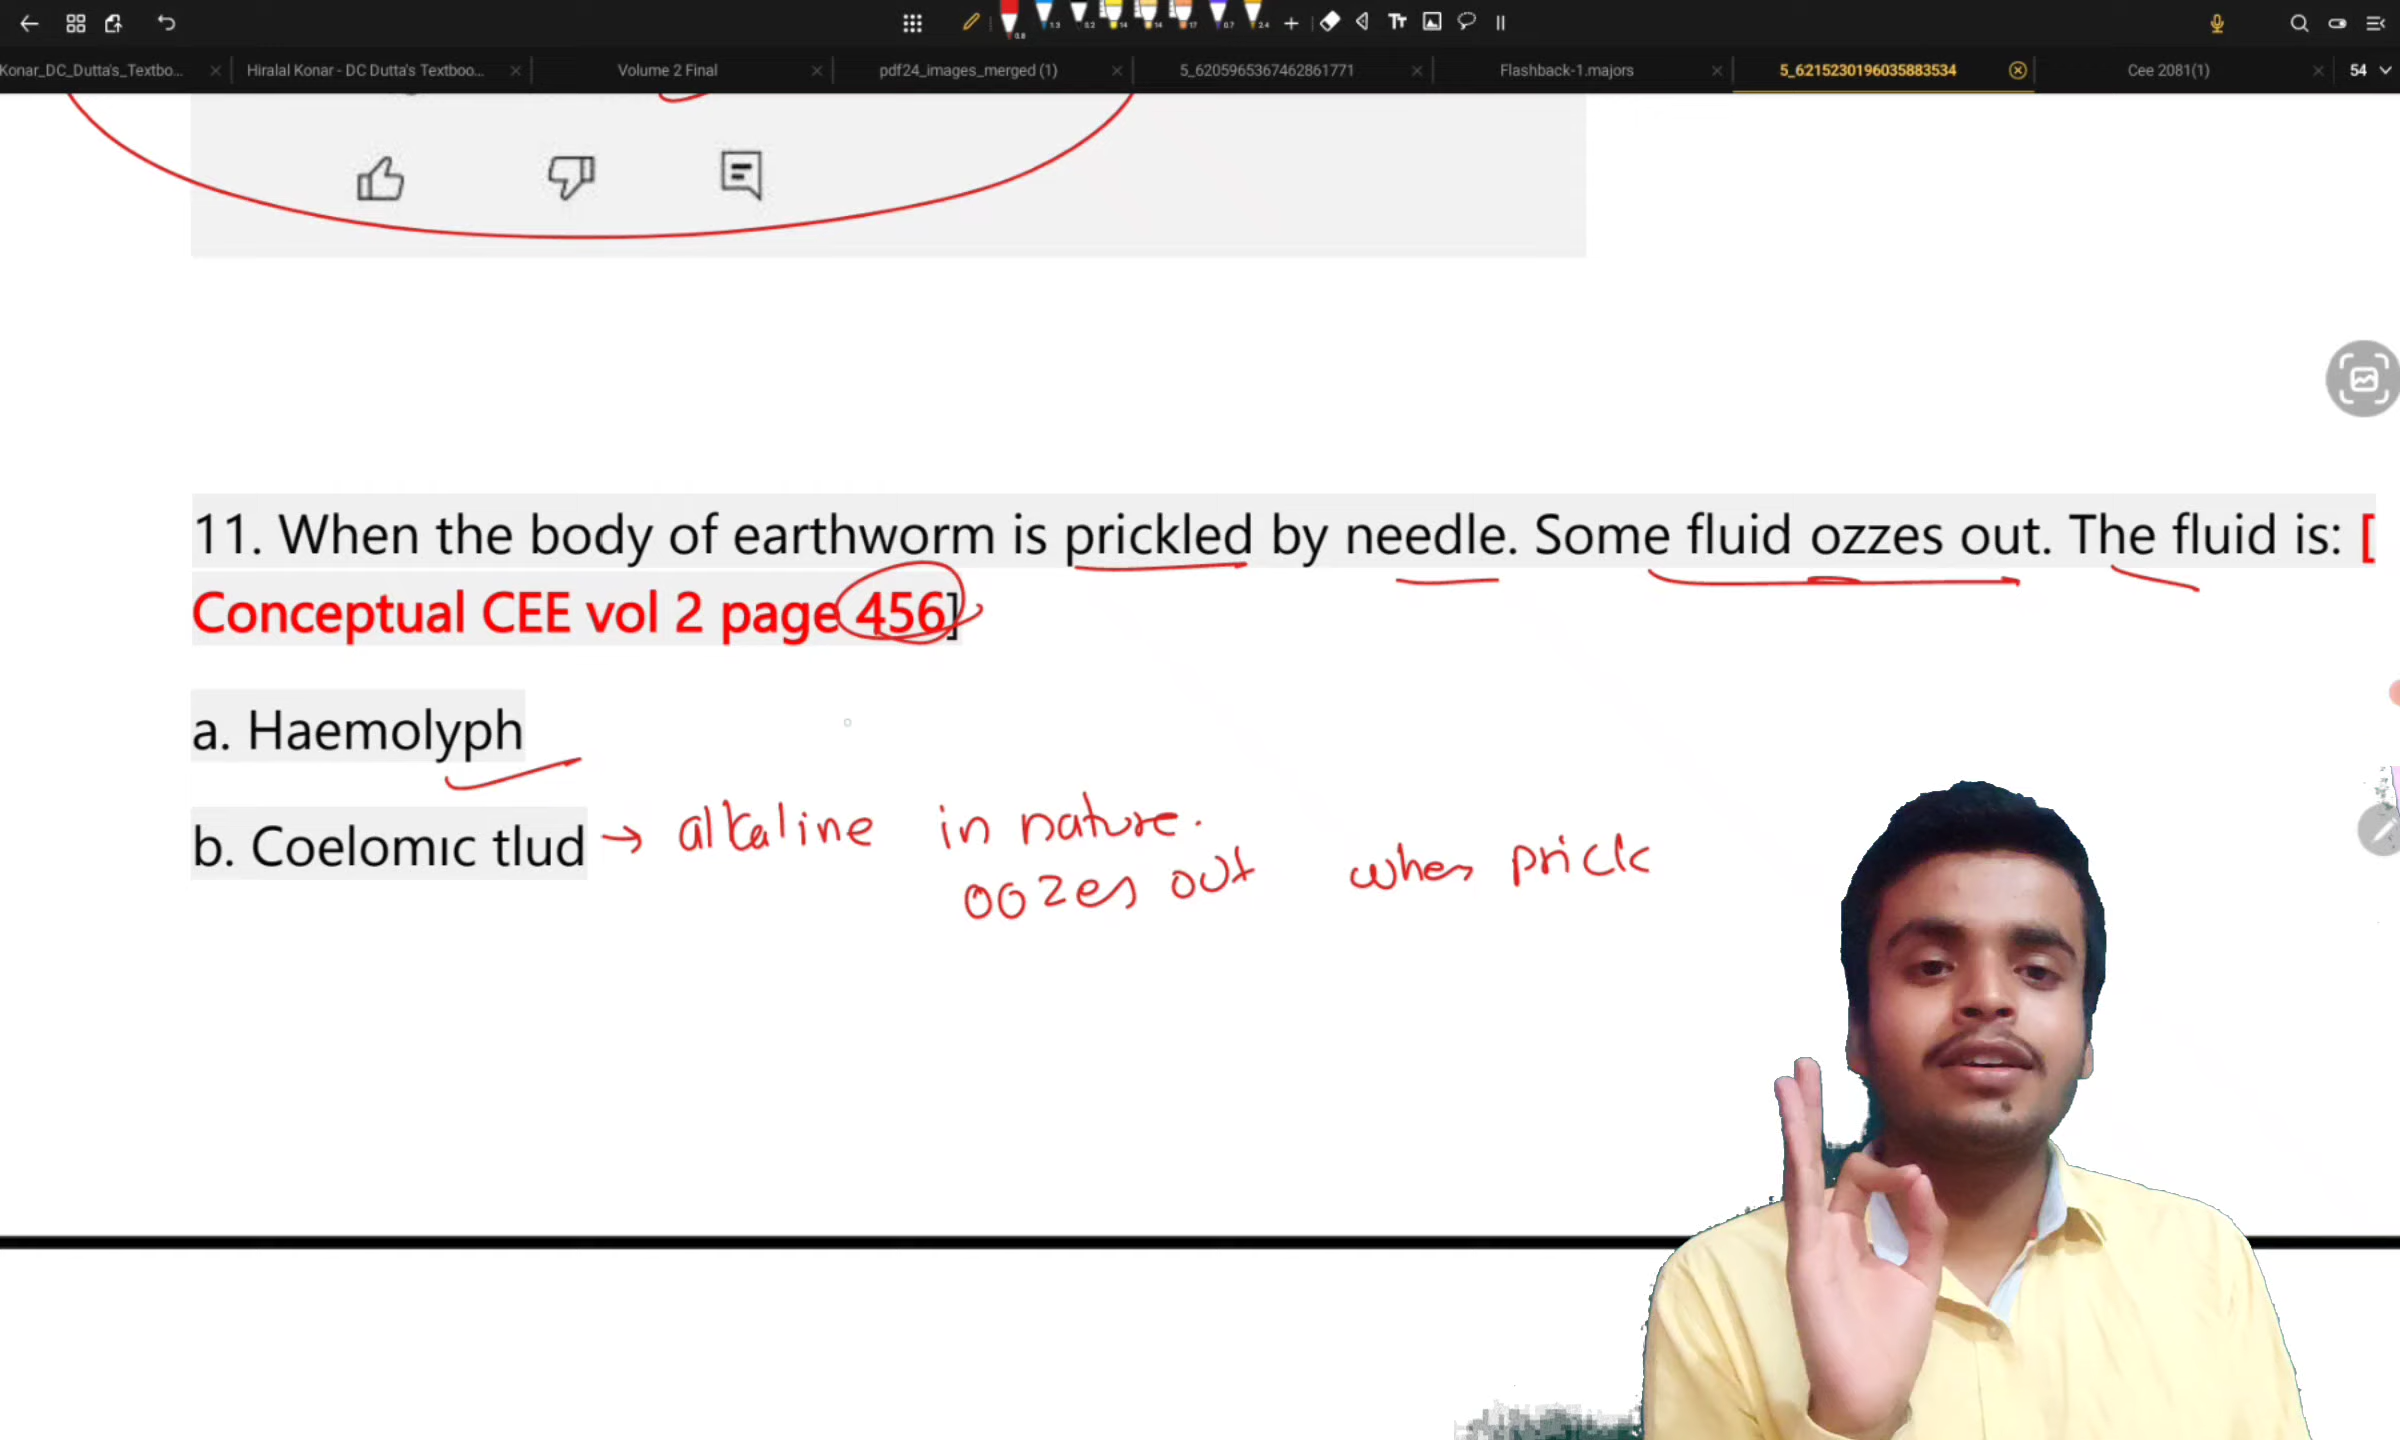 Konar_DC_Dutta's_Textbo...
Hiralal Konar - DC Dutta's Textboo...
Volume 2 Final
pdf24_images_merged (1)
5_6205965367462861771
Flashback-1.majors
5_6215230196035883534
Cee 2081(1)
54
11. When the body of earthworm is prickled by needle. Some fluid ozzes out. The fluid is: [
Conceptual CEE vol 2 page 456]
a. Haemolyph
b. Coelomic tlud → alkaline in nature.
oozes out when prick